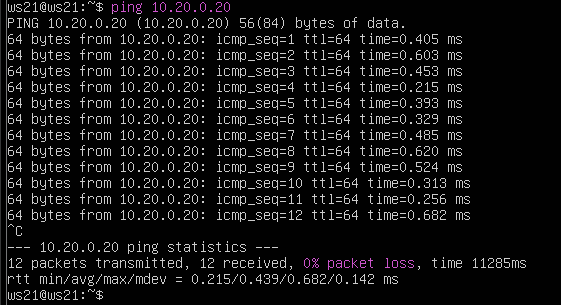 ws21@ws21:~$ ping 10.20.0.20
PING 10.20.0.20 (10.20.0.20) 56(84) bytes of data.
64 bytes from 10.20.0.20: icmp_seq=1 ttl=64 time=0.405 ms
64 bytes from 10.20.0.20: icmp_seq=2 ttl=64 time=0.603 ms
64 bytes from 10.20.0.20: icmp_seq=3 ttl=64 time=0.453 ms
64 bytes from 10.20.0.20: icmp_seq=4 ttl=64 time=0.215 ms
64 bytes from 10.20.0.20: icmp_seq=5 ttl=64 time=0.393 ms
64 bytes from 10.20.0.20: icmp_seq=6 ttl=64 time=0.329 ms
64 bytes from 10.20.0.20: icmp_seq=7 ttl=64 time=0.485 ms
64 bytes from 10.20.0.20: icmp_seq=8 ttl=64 time=0.620 ms
64 bytes from 10.20.0.20: icmp_seq=9 ttl=64 time=0.524 ms
64 bytes from 10.20.0.20: icmp_seq=10 ttl=64 time=0.313 ms
64 bytes from 10.20.0.20: icmp_seq=11 ttl=64 time=0.256 ms
64 bytes from 10.20.0.20: icmp_seq=12 ttl=64 time=0.682 ms
^C
--- 10.20.0.20 ping statistics ---
12 packets transmitted, 12 received, 0% packet loss, time 11285ms
rtt min/avg/max/mdev = 0.215/0.439/0.682/0.142 ms
ws21@ws21:~$